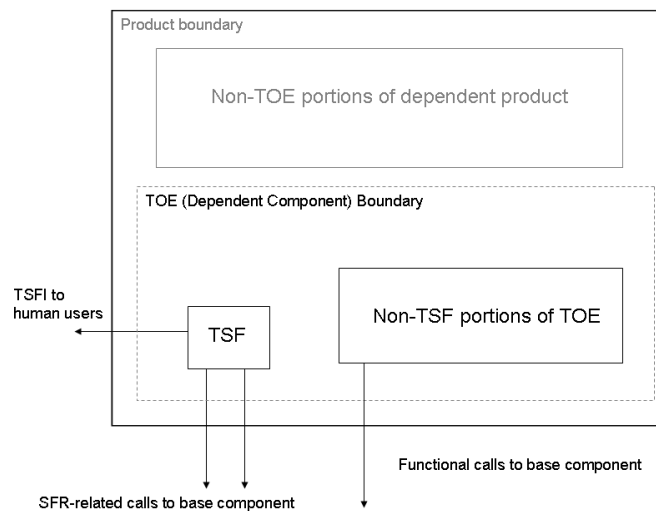 Product boundary
Non-TOE portions of dependent product
TOE (Dependent Component) Boundary
TSFI to
human users
TSF
Non-TSF portions of TOE
Functional calls to base component
SFR-related calls to base component